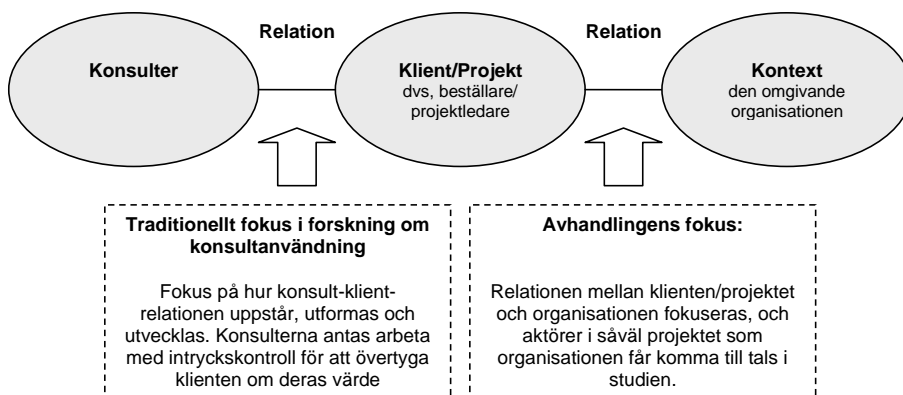 Relation
Relation
Konsulter
Klient/Projekt
dvs, beställare/
projektledare
Kontext
den omgivande
organisationen
Traditionellt fokus i forskning om
konsultanvändning
Fokus på hur konsult-klient-
relationen uppstår, utformas och
utvecklas. Konsulterna antas arbeta
med intryckskontroll för att övertyga
klienten om deras värde
Avhandlingens fokus:
Relationen mellan klienten/projektet
och organisationen fokuseras, och
aktörer i såväl projektet som
organisationen får komma till tals i
studien.